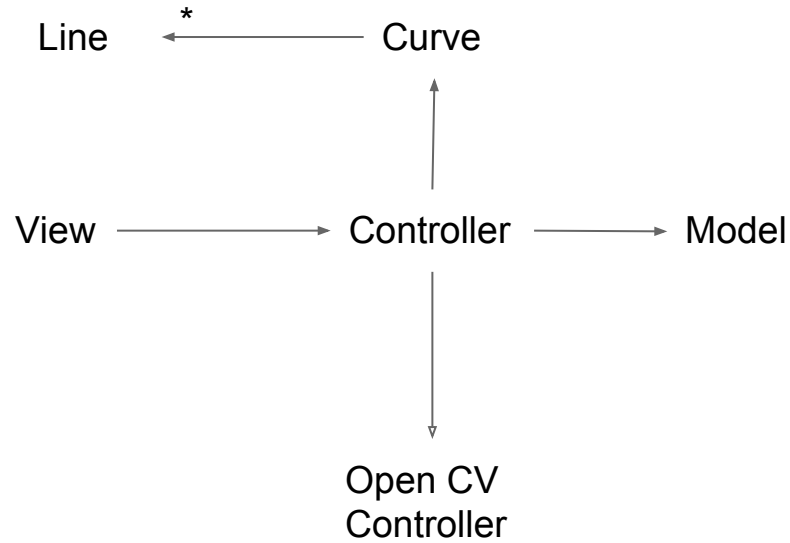 *
Line
Curve
View
Controller
Model
Open CV
Controller